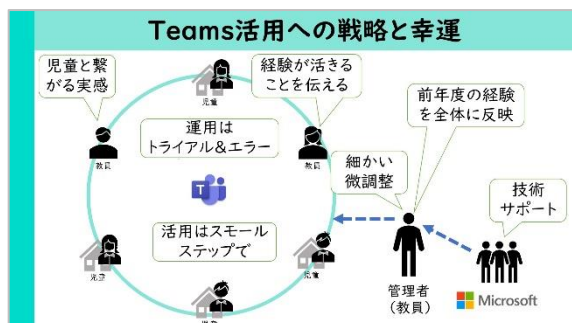 Teams活用への戦略と幸運
児童と繋
がる実感
経験が活きる
ことを伝える
児童
前年度の経験
を全体に反映
運用は
トライアル&エラー
教員
教員
細かい
微調整
技術
サポート
活用はスモール
ステップで
児童
児童
児童
管理者
(教員)
Microsoft